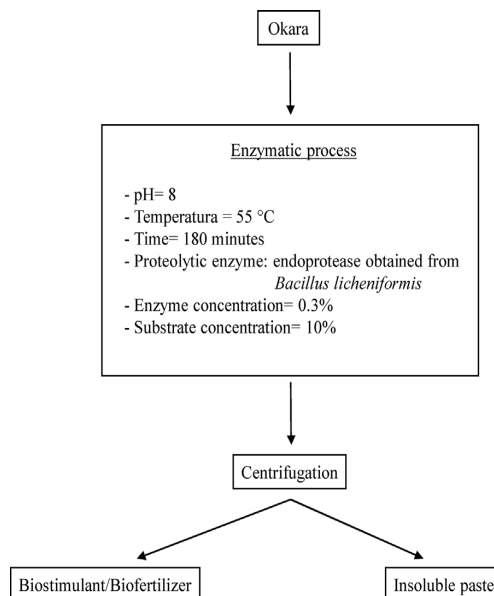 Okara
Enzymatic process
- pH= 8
- Temperatura = 55 °C
- Time= 180 minutes
- Proteolytic enzyme: endoprotease obtained from
Bacillus licheniformis
- Enzyme concentration= 0.3%
- Substrate concentration= 10%
Centrifugation
Biostimulant/Biofertilizer
Insoluble paste